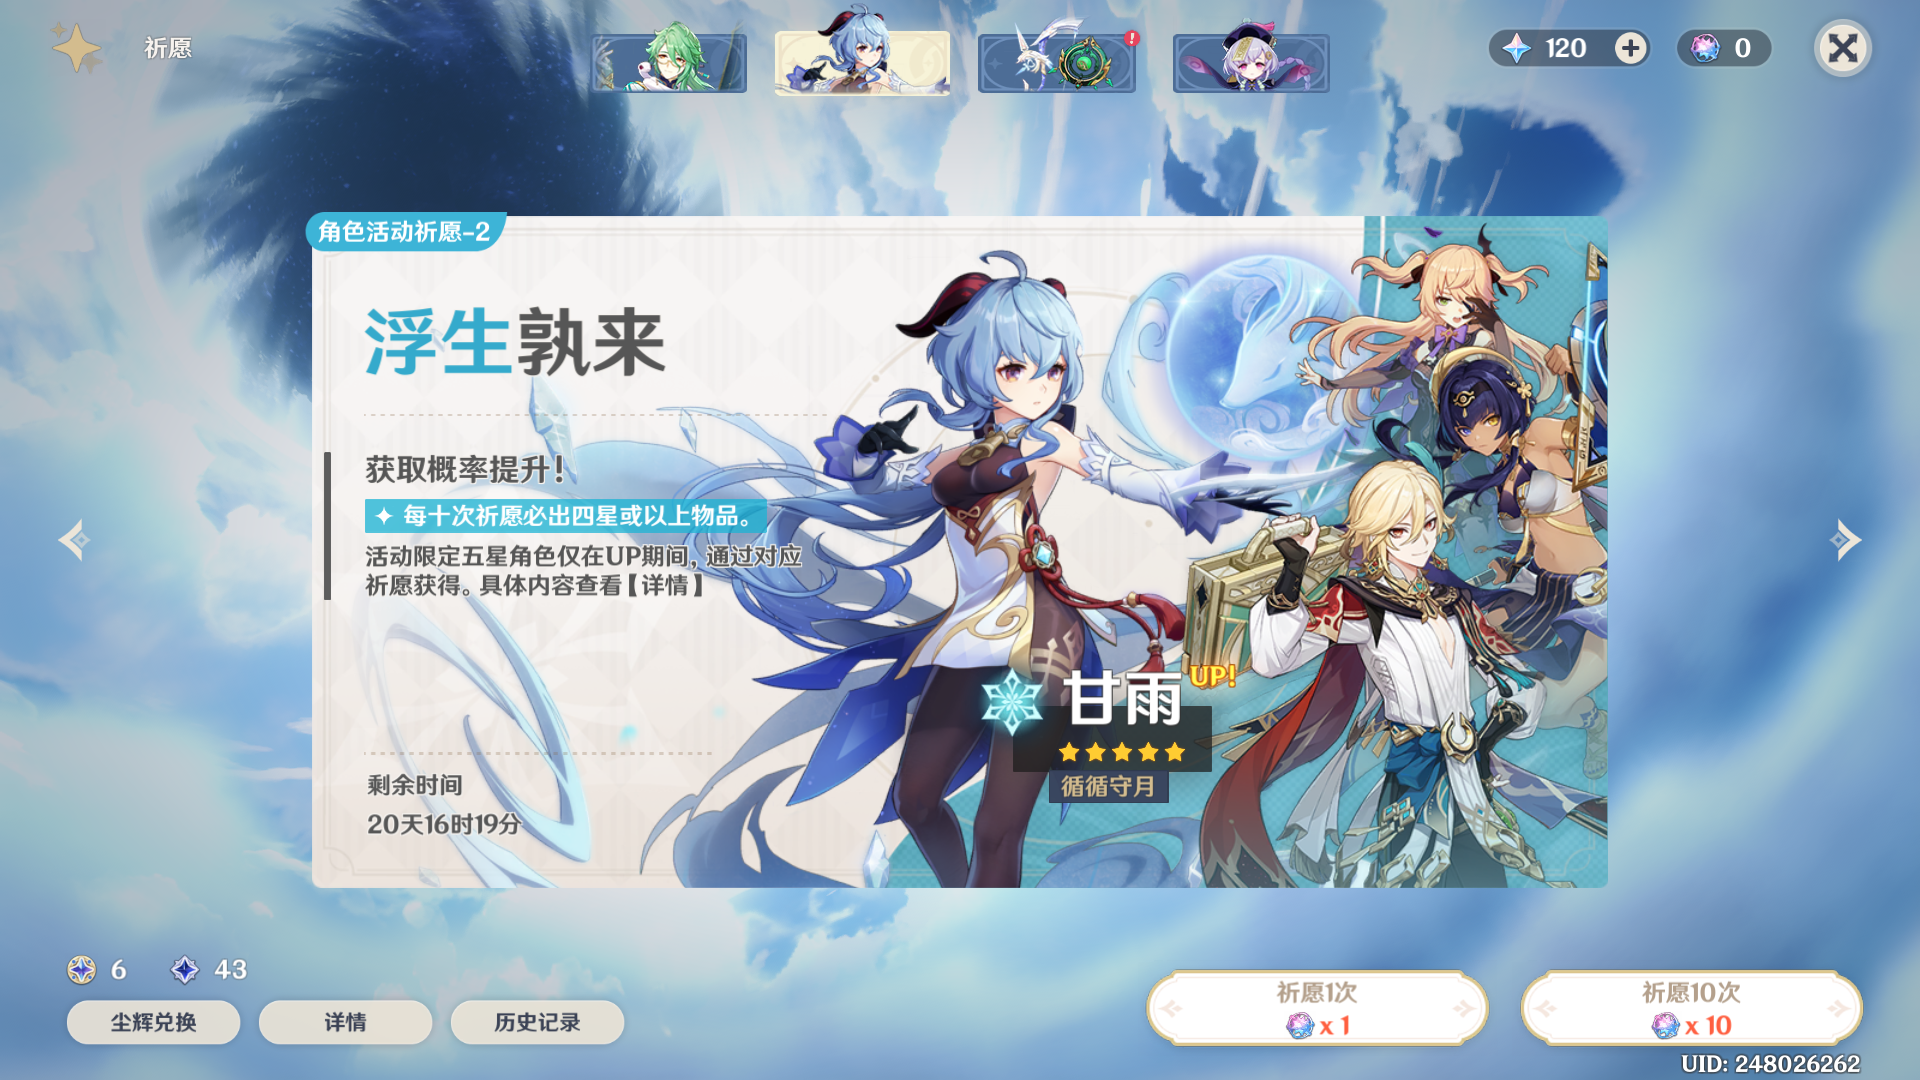 祈愿
120
0
角色活动祈愿-2
浮生孰来
获取概率提升!
每十次祈愿必出四星或以上物品。
活动限定五星角色仅在UP期间,通过对应
祈愿获得。具体内容查看【详情】
甘雨
UP!
循循守月
剩余时间
20天16时19分
6
43
尘辉兑换
详情
历史记录
祈愿1次
x 1
祈愿10次
x 10
UID: 248026262